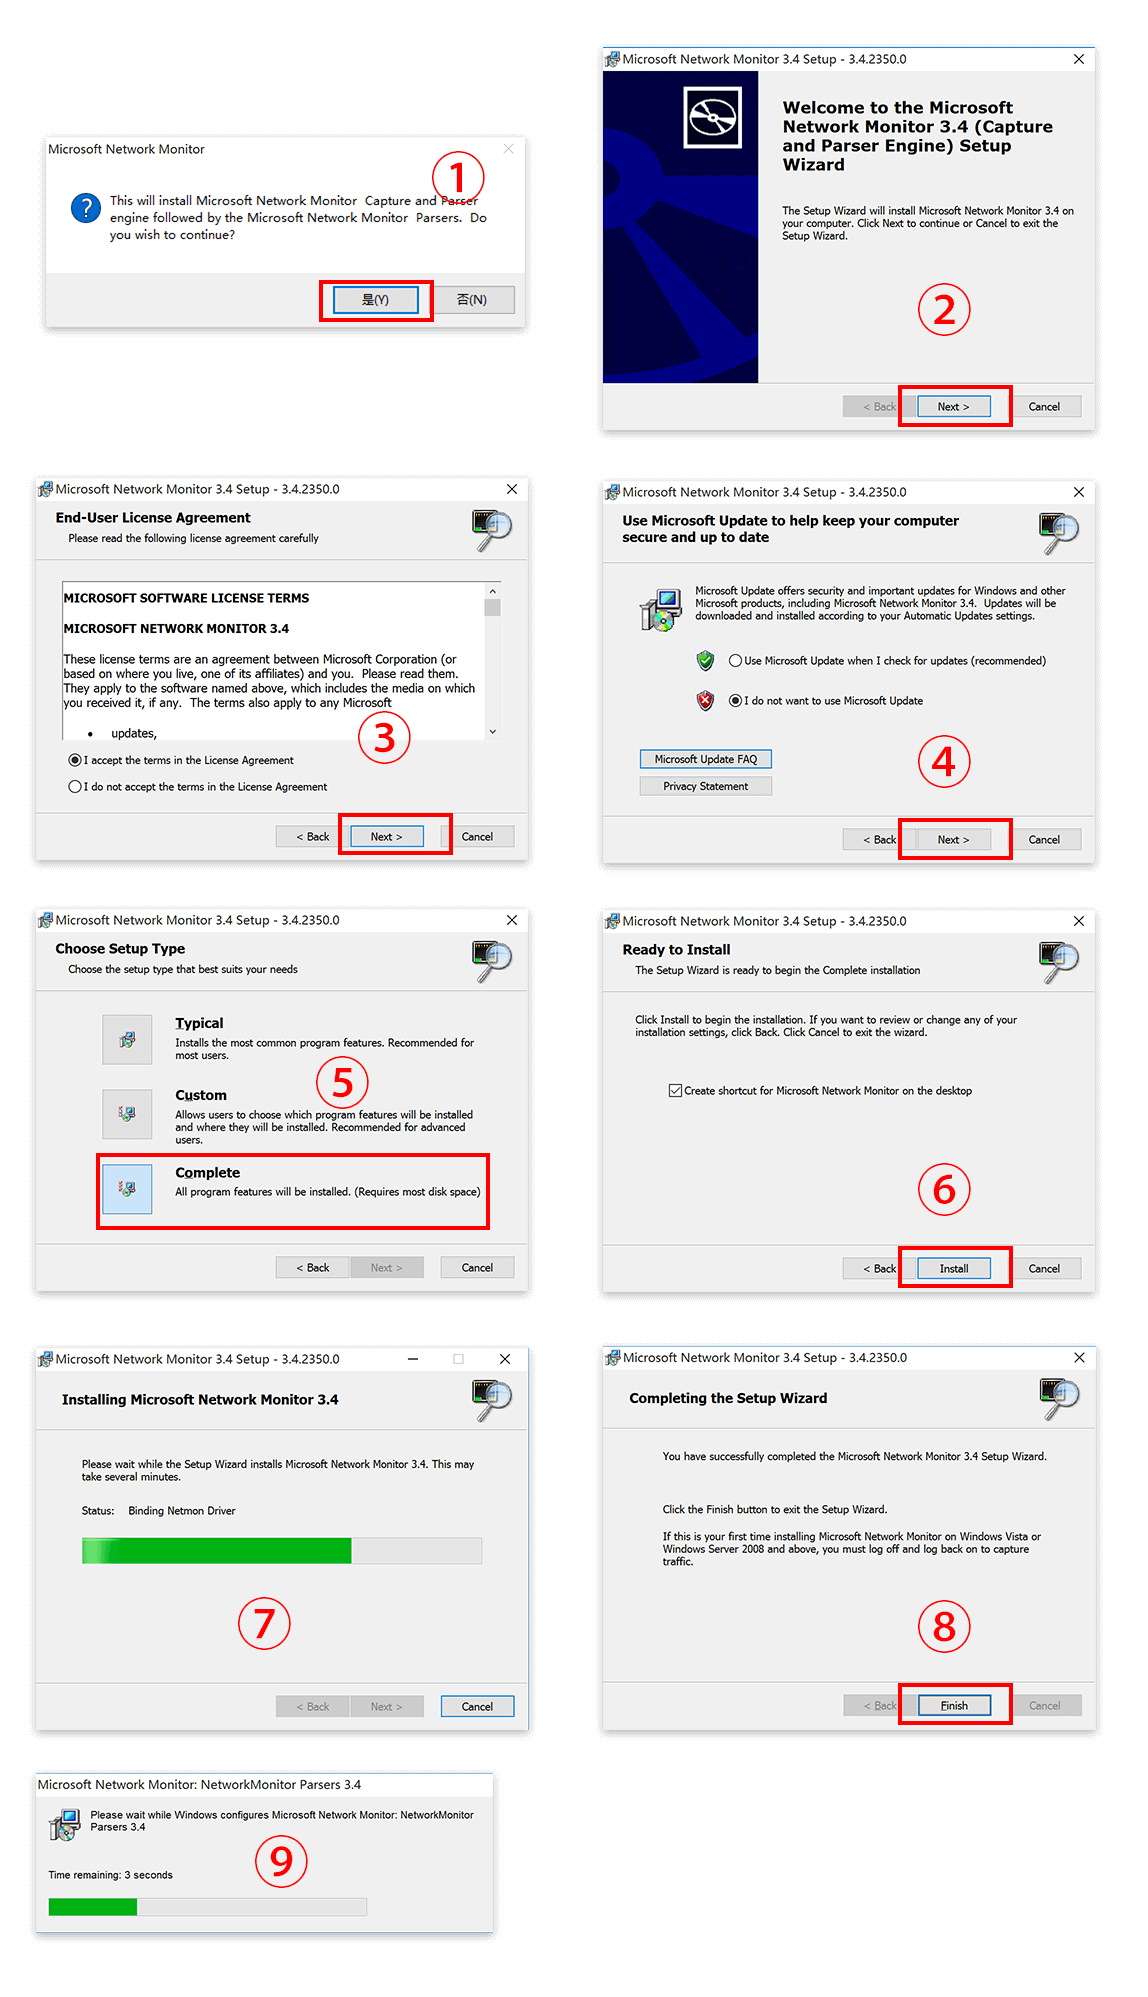 Microsoft Network Monitor
①
This will install Microsoft Network Monitor  Capture and Parser
engine followed by the Microsoft Network Monitor  Parsers.  Do
you wish to continue?
是(Y)
否(N)
Microsoft Network Monitor 3.4 Setup - 3.4.2350.0
Welcome to the Microsoft
Network Monitor 3.4 (Capture
and Parser Engine) Setup
Wizard
The Setup Wizard will install Microsoft Network Monitor 3.4 on
your computer. Click Next to continue or Cancel to exit the
Setup Wizard.
②
< Back
Next >
Cancel
Microsoft Network Monitor 3.4 Setup - 3.4.2350.0
End-User License Agreement
Please read the following license agreement carefully
MICROSOFT SOFTWARE LICENSE TERMS
MICROSOFT NETWORK MONITOR 3.4
These license terms are an agreement between Microsoft Corporation (or
based on where you live, one of its affiliates) and you.  Please read them.
They apply to the software named above, which includes the media on which
you received it, if any.  The terms also apply to any Microsoft
• updates,
③
I accept the terms in the License Agreement
I do not accept the terms in the License Agreement
< Back
Next >
Cancel
Microsoft Network Monitor 3.4 Setup - 3.4.2350.0
Use Microsoft Update to help keep your computer
secure and up to date
Microsoft Update offers security and important updates for Windows and other
Microsoft products, including Microsoft Network Monitor 3.4.  Updates will be
downloaded and installed according to your Automatic Updates settings.
Use Microsoft Update when I check for updates (recommended)
I do not want to use Microsoft Update
④
Microsoft Update FAQ
Privacy Statement
< Back
Next >
Cancel
Microsoft Network Monitor 3.4 Setup - 3.4.2350.0
Choose Setup Type
Choose the setup type that best suits your needs
Typical
Installs the most common program features. Recommended for
most users.
⑤
Custom
Allows users to choose which program features will be installed
and where they will be installed. Recommended for advanced
users.
Complete
All program features will be installed. (Requires most disk space)
< Back
Next >
Cancel
Microsoft Network Monitor 3.4 Setup - 3.4.2350.0
Ready to Install
The Setup Wizard is ready to begin the Complete installation
Click Install to begin the installation. If you want to review or change any of your
installation settings, click Back. Click Cancel to exit the wizard.
Create shortcut for Microsoft Network Monitor on the desktop
⑥
< Back
Install
Cancel
Microsoft Network Monitor 3.4 Setup - 3.4.2350.0
Installing Microsoft Network Monitor 3.4
Please wait while the Setup Wizard installs Microsoft Network Monitor 3.4. This may
take several minutes.
Status: Binding Netmon Driver
⑦
< Back
Next >
Cancel
Microsoft Network Monitor 3.4 Setup - 3.4.2350.0
Completing the Setup Wizard
You have successfully completed the Microsoft Network Monitor 3.4 Setup Wizard.
Click the Finish button to exit the Setup Wizard.
If this is your first time installing Microsoft Network Monitor on Windows Vista or
Windows Server 2008 and above, you must log off and log back on to capture
traffic.
⑧
< Back
Finish
Cancel
Microsoft Network Monitor: NetworkMonitor Parsers 3.4
Please wait while Windows configures Microsoft Network Monitor: NetworkMonitor
Parsers 3.4
⑨
Time remaining: 3 seconds